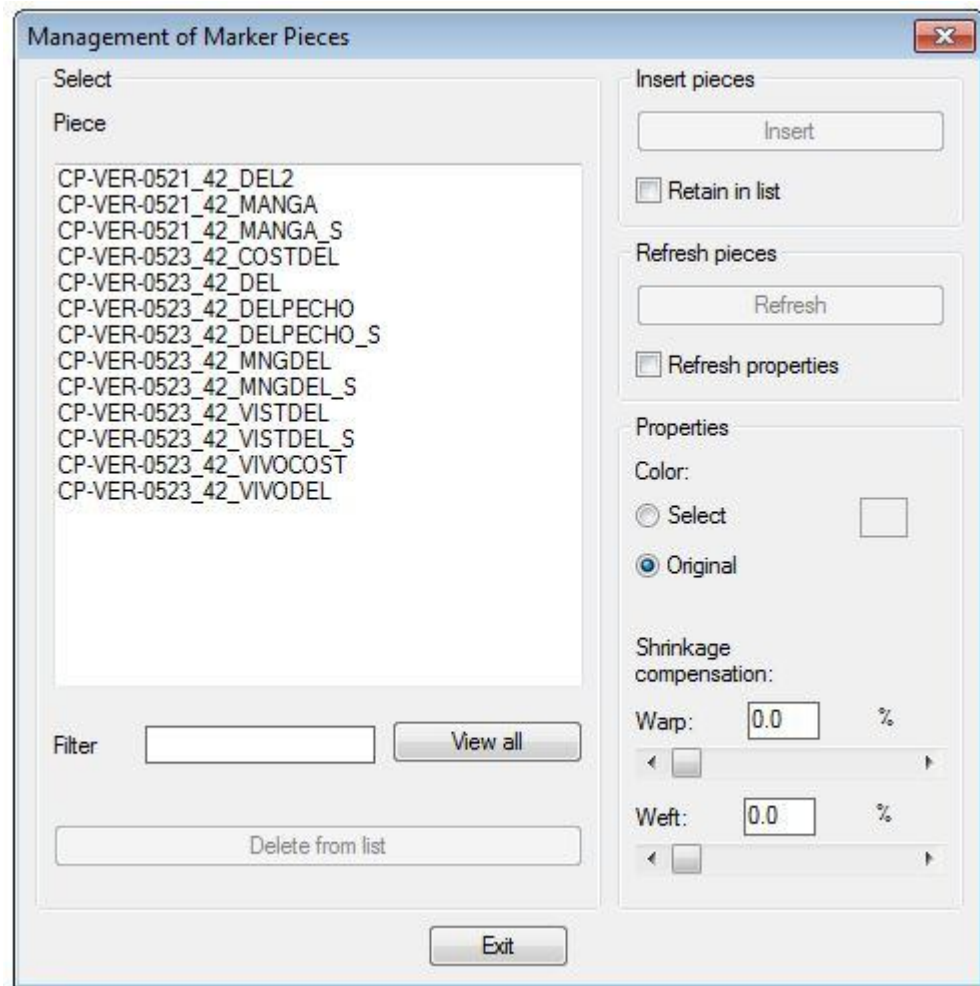 Management of Marker Pieces
Select
Piece
CP-VER-0521_42_DEL2
CP-VER-0521_42_MANGA
CP-VER-0521_42_MANGA_S
CP-VER-0523_42_COSTDEL
CP-VER-0523_42_DEL
CP-VER-0523_42_DELPECHO
CP-VER-0523_42_DELPECHO_S
CP-VER-0523_42_MNGDEL
CP-VER-0523_42_MNGDEL_S
CP-VER-0523_42_VISTDEL
CP-VER-0523_42_VISTDEL_S
CP-VER-0523_42_VIVOCOST
CP-VER-0523_42_VIVODEL
Filter
View all
Delete from list
Insert pieces
Insert
Retain in list
Refresh pieces
Refresh
Refresh properties
Properties
Color:
Select
Original
Shrinkage
compensation:
Warp: 0.0 %
Weft: 0.0 %
Exit